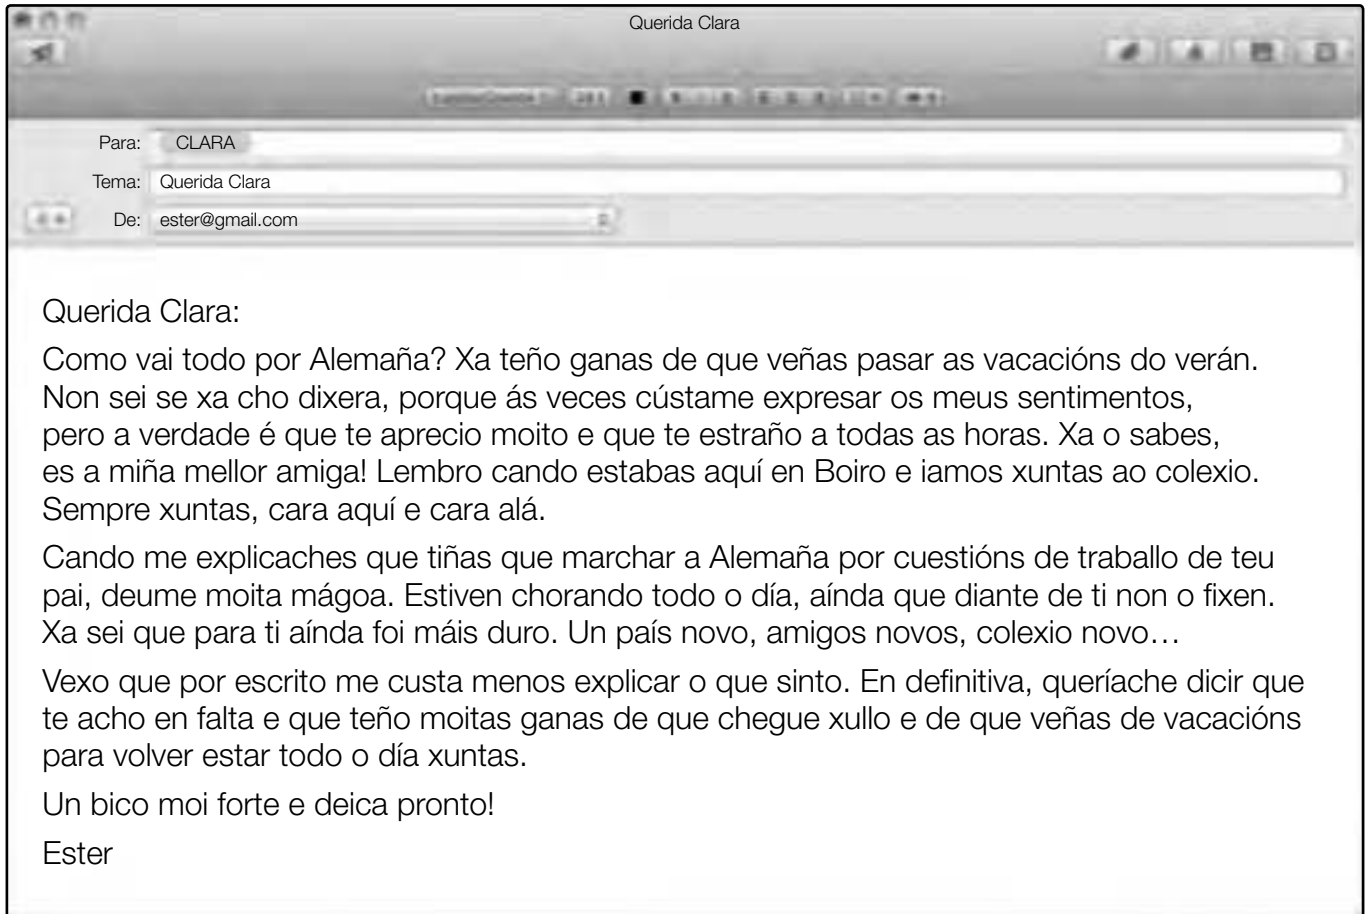 Querida Clara
Para: CLARA
Tema: Querida Clara
De: ester@gmail.com
Querida Clara:
Como vai todo por Alemaña? Xa teño ganas de que veñas pasar as vacacións do verán.
Non sei se xa cho dixera, porque ás veces cústame expresar os meus sentimentos,
pero a verdade é que te aprecio moito e que te estraño a todas as horas. Xa o sabes,
es a miña mellor amiga! Lembro cando estabas aquí en Boiro e iamos xuntas ao colexio.
Sempre xuntas, cara aquí e cara alá.
Cando me explicaches que tiñas que marchar a Alemaña por cuestións de traballo de teu
pai, deume moita mágoa. Estiven chorando todo o día, aínda que diante de ti non o fixen.
Xa sei que para ti aínda foi máis duro. Un país novo, amigos novos, colexio novo…
Vexo que por escrito me custa menos explicar o que sinto. En definitiva, queríache dicir que
te acho en falta e que teño moitas ganas de que chegue xullo e de que veñas de vacacións
para volver estar todo o día xuntas.
Un bico moi forte e deica pronto!
Ester